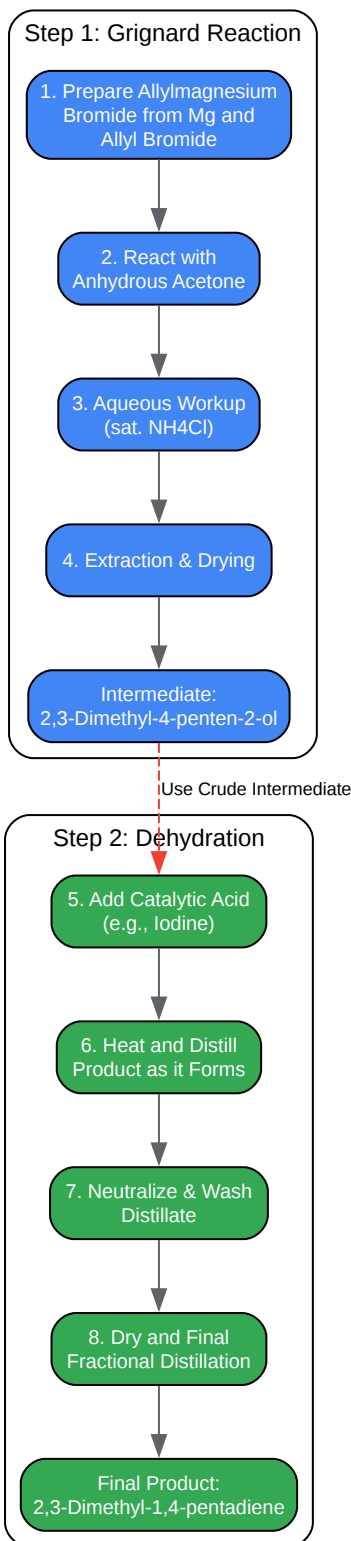 Step 1: Grignard Reaction
1. Prepare Allylmagnesium
Bromide from Mg and
Allyl Bromide
2. React with
Anhydrous Acetone
3. Aqueous Workup
(sat. NH4Cl)
4. Extraction & Drying
Intermediate:
2,3-Dimethyl-4-penten-2-ol
Use Crude Intermediate
Step 2: Dehydration
5. Add Catalytic Acid
(e.g., Iodine)
6. Heat and Distill
Product as it Forms
7. Neutralize & Wash
Distillate
8. Dry and Final
Fractional Distillation
Final Product:
2,3-Dimethyl-1,4-pentadiene